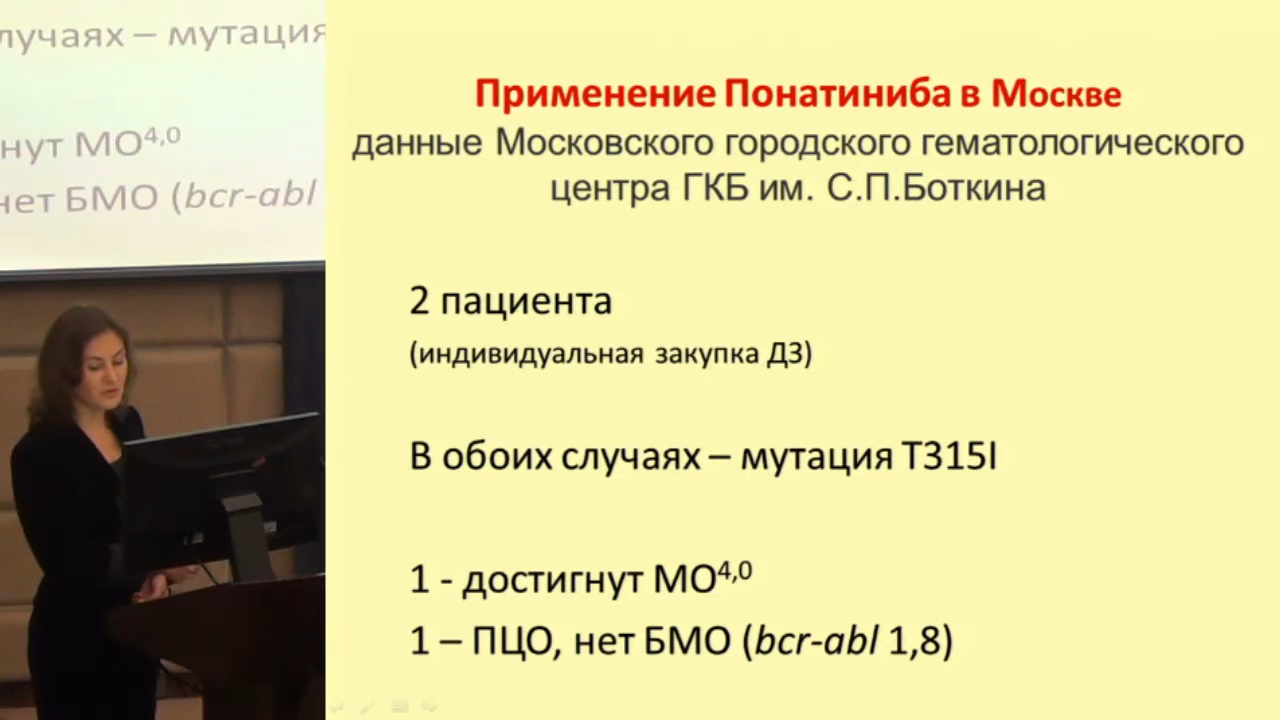 лучаях – мутация
нут МО4,0
нет БМО (bcr-abl
Применение Понатиниба в Москве
данные Московского городского гематологического
центра ГКБ им. С.П.Боткина
2 пациента
(индивидуальная закупка ДЗ)
В обоих случаях – мутация T315I
1 - достигнут МО4,0
1 – ПЦО, нет БМО (bcr-abl 1,8)